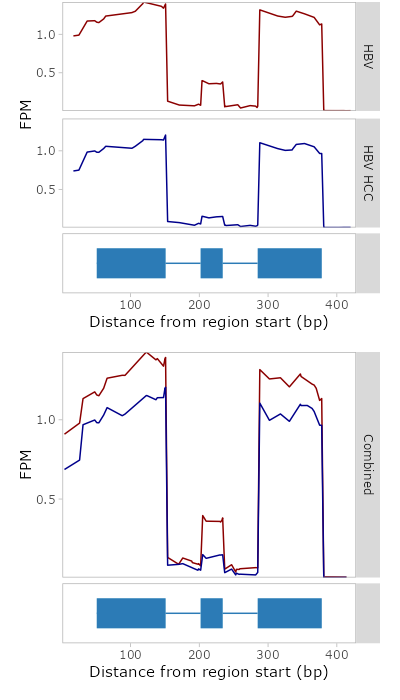 HBV
1.0
0.5
FPM
HBV HCC
1.0
0.5
100 200 300 400
Distance from region start (bp)
Combined
1.0
FPM
0.5
100 200 300 400
Distance from region start (bp)